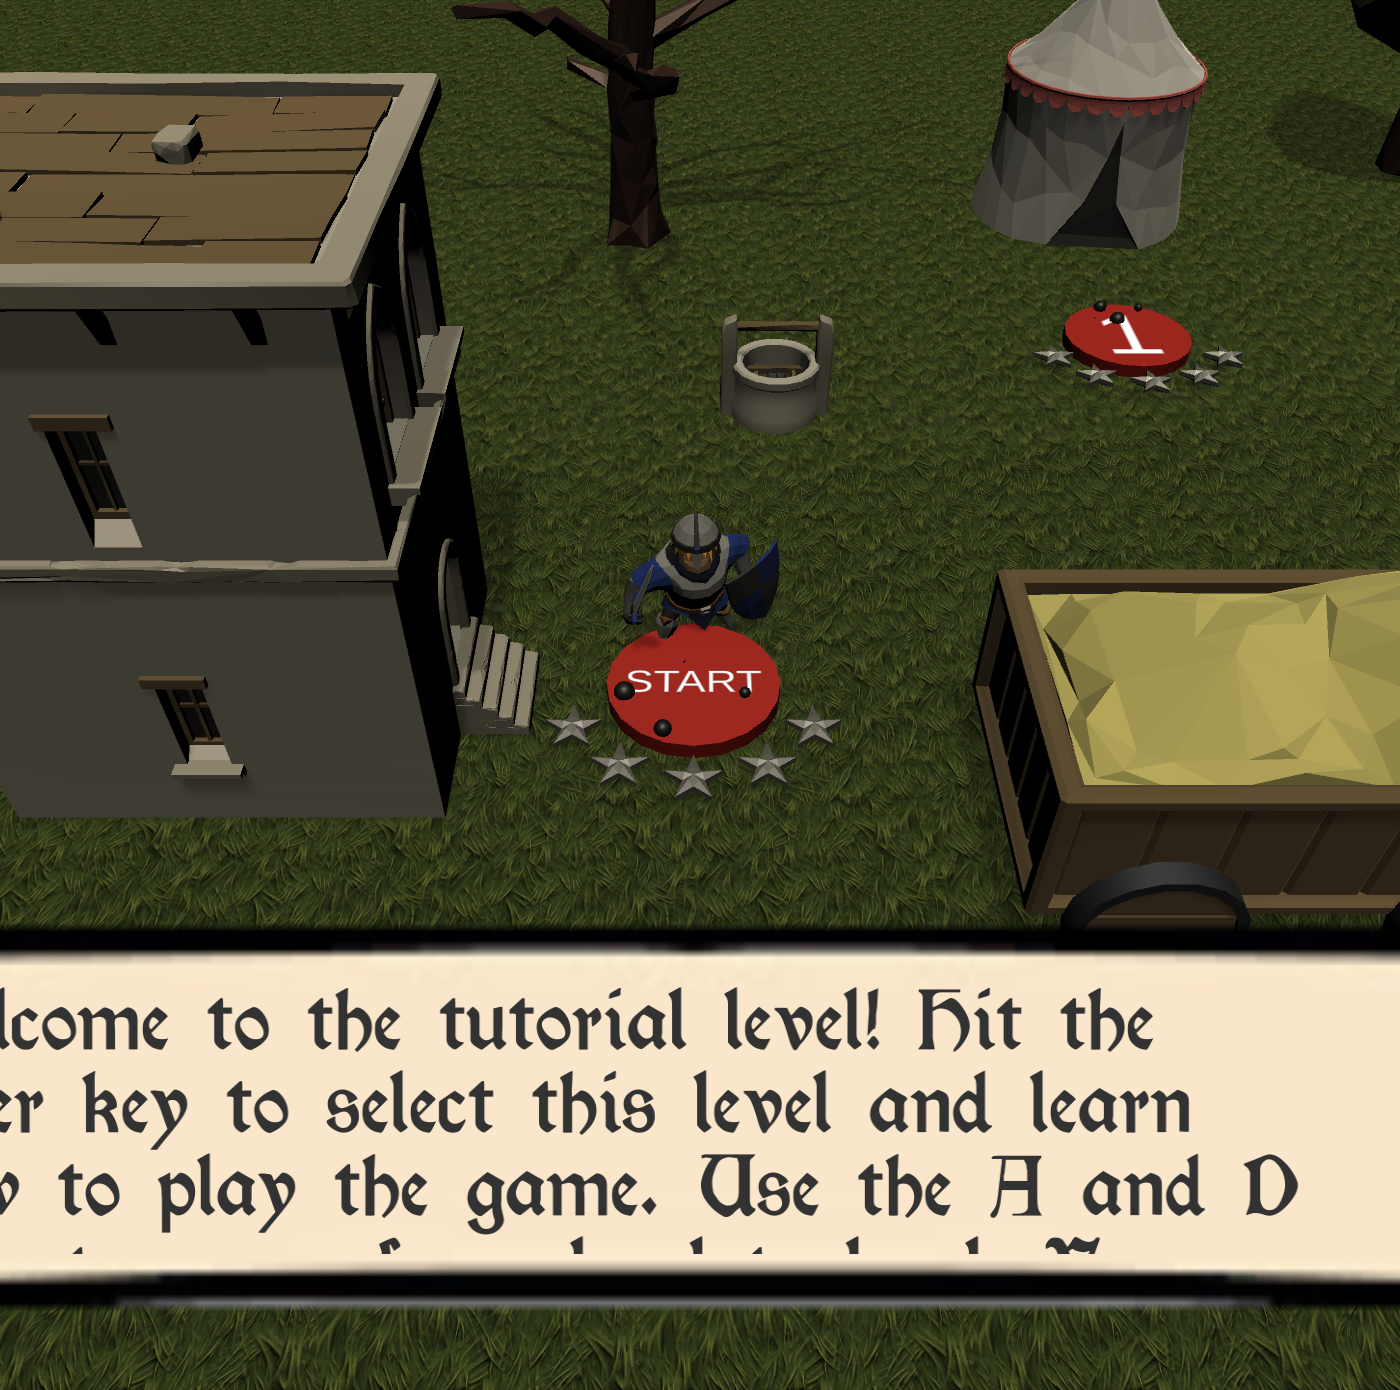 1
START
lcome to the tutorial level! Hit the
er key to select this level and learn
to play the game. Use the A and D